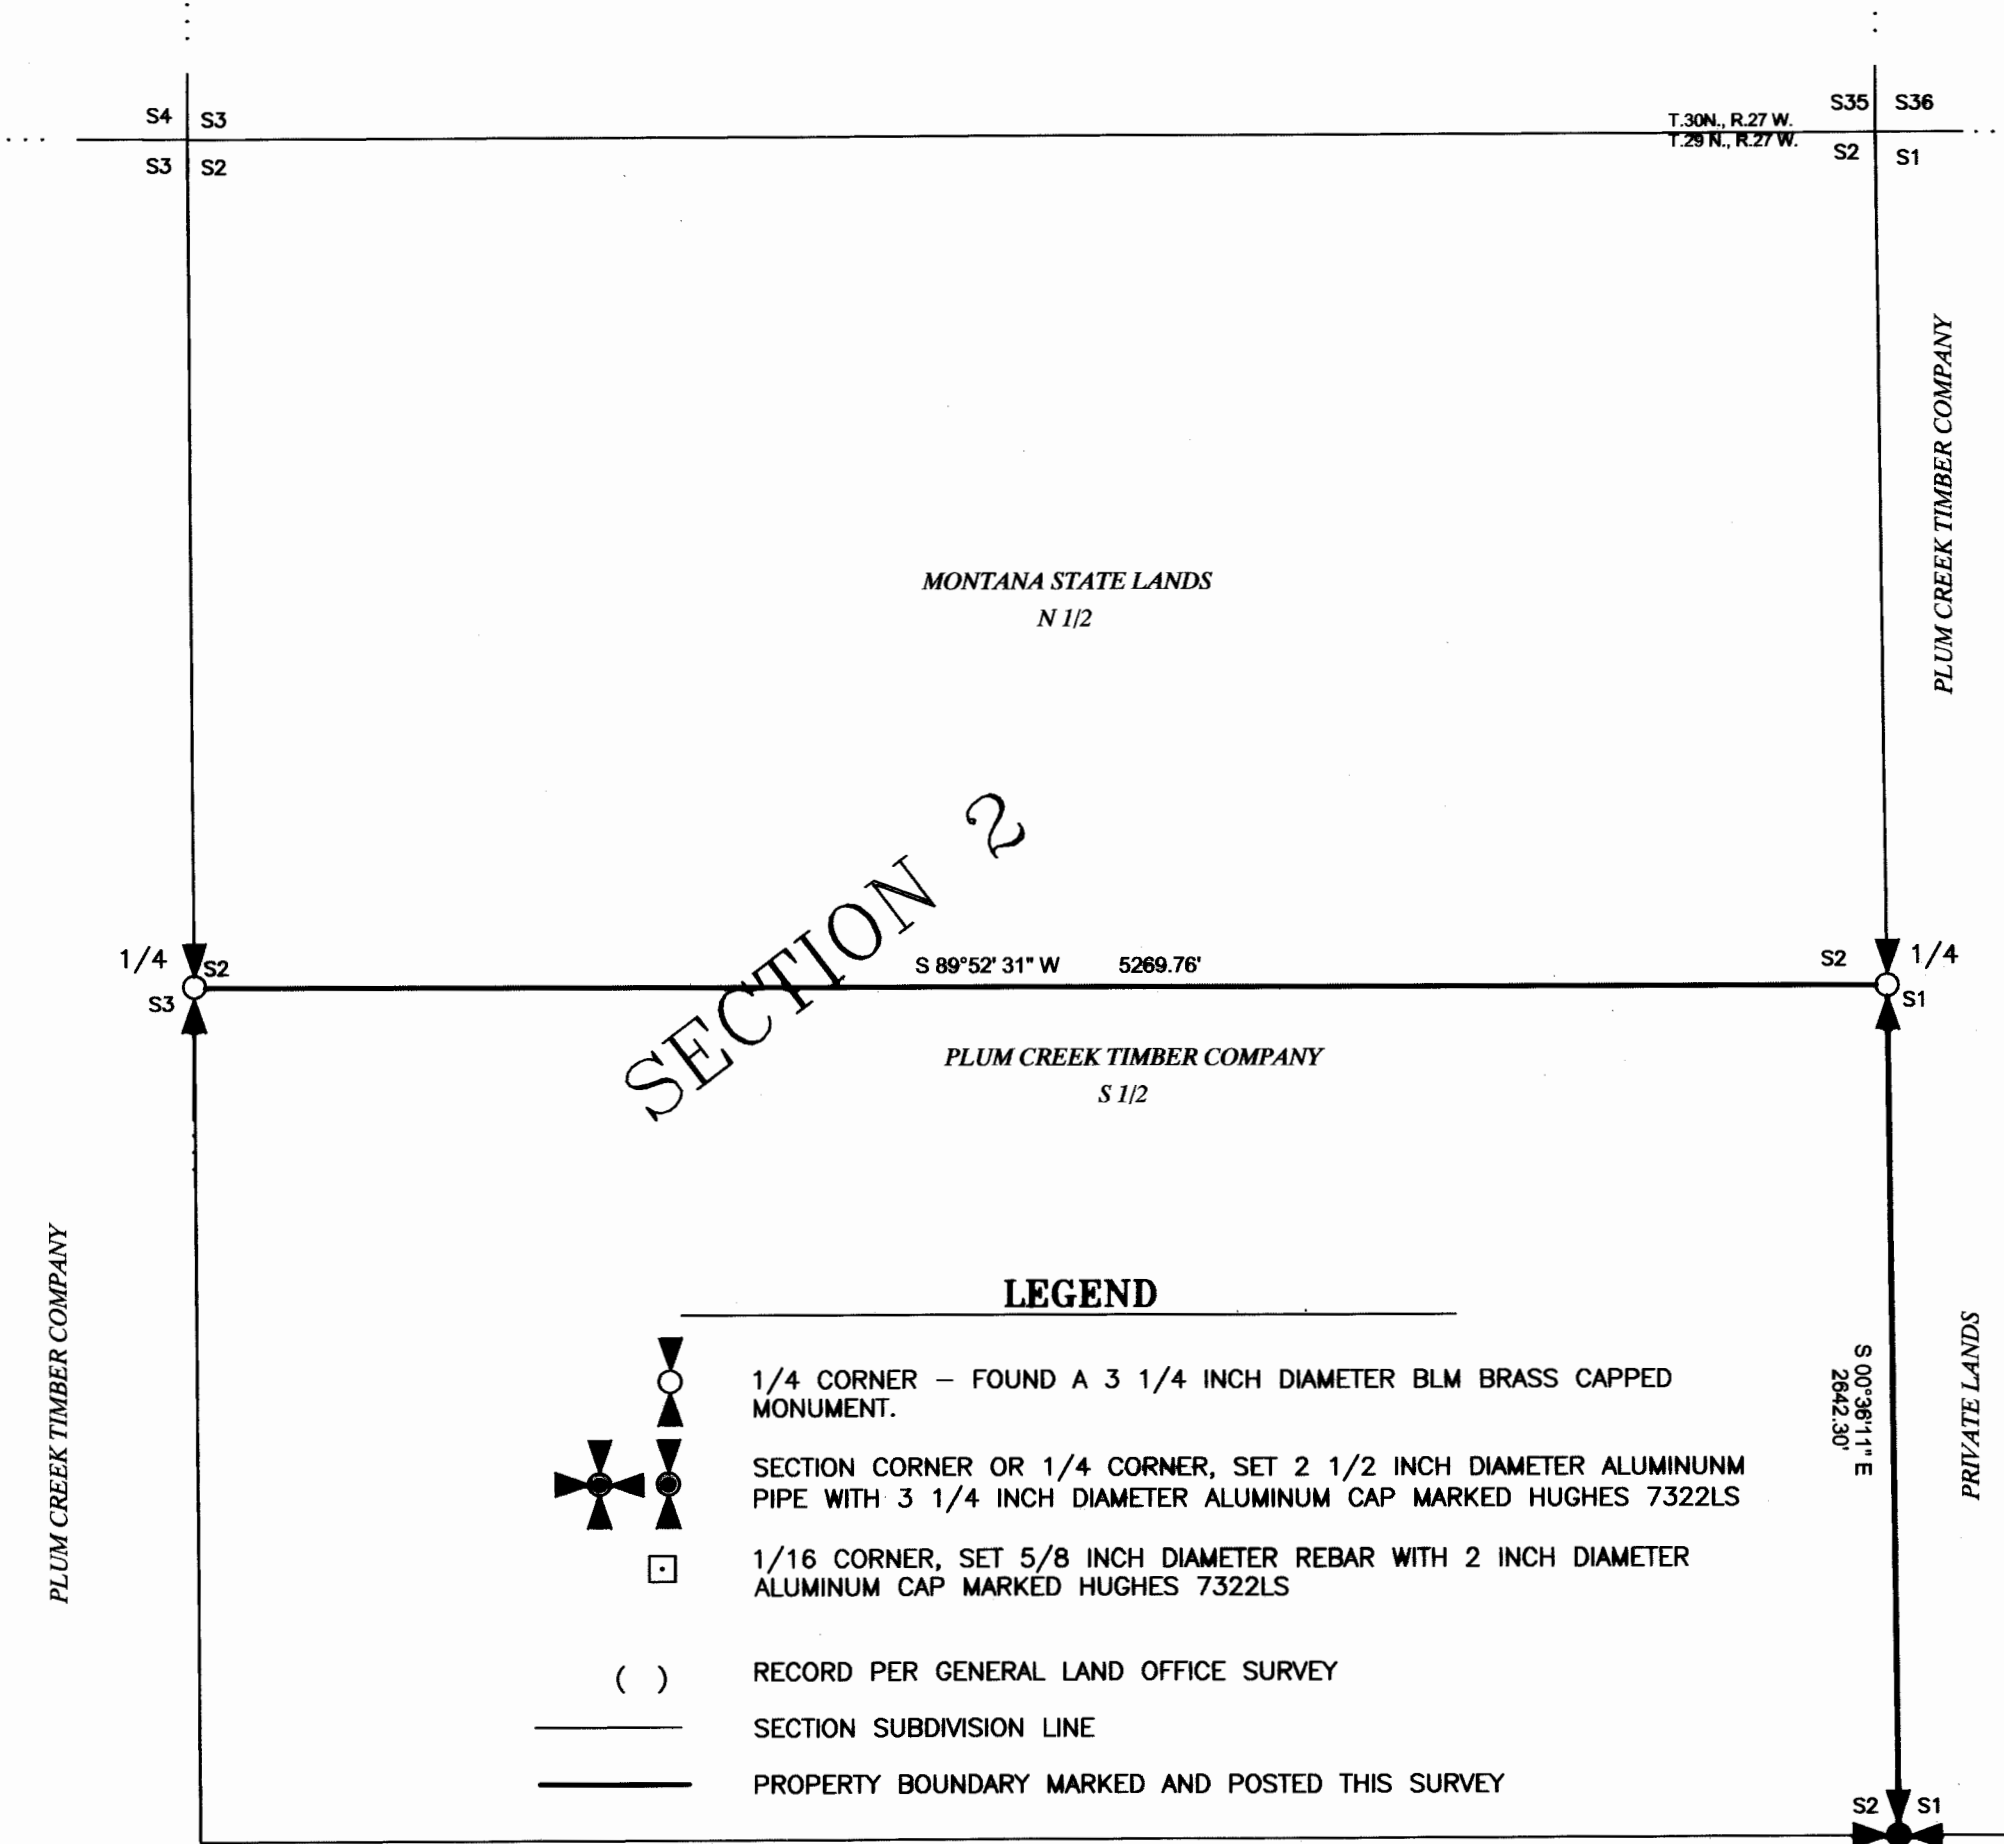 S4 S3
S35 S36
T.30N., R.27 W.
T.29 N., R.27 W.
S3 S2
S2 S1
PLUM CREEK TIMBER COMPANY
MONTANA STATE LANDS
N 1/2
SECTION 2
1/4 S2
S3
S 89°52' 31" W 5269.76'
S2 1/4
S1
PLUM CREEK TIMBER COMPANY
S 1/2
PLUM CREEK TIMBER COMPANY
S 00°36'11" E
2642.30'
PRIVATE LANDS
LEGEND
1/4 CORNER – FOUND A 3 1/4 INCH DIAMETER BLM BRASS CAPPED
MONUMENT.
SECTION CORNER OR 1/4 CORNER, SET 2 1/2 INCH DIAMETER ALUMINUNM
PIPE WITH 3 1/4 INCH DIAMETER ALUMINUM CAP MARKED HUGHES 7322LS
1/16 CORNER, SET 5/8 INCH DIAMETER REBAR WITH 2 INCH DIAMETER
ALUMINUM CAP MARKED HUGHES 7322LS
( ) RECORD PER GENERAL LAND OFFICE SURVEY
SECTION SUBDIVISION LINE
PROPERTY BOUNDARY MARKED AND POSTED THIS SURVEY
S2 S1